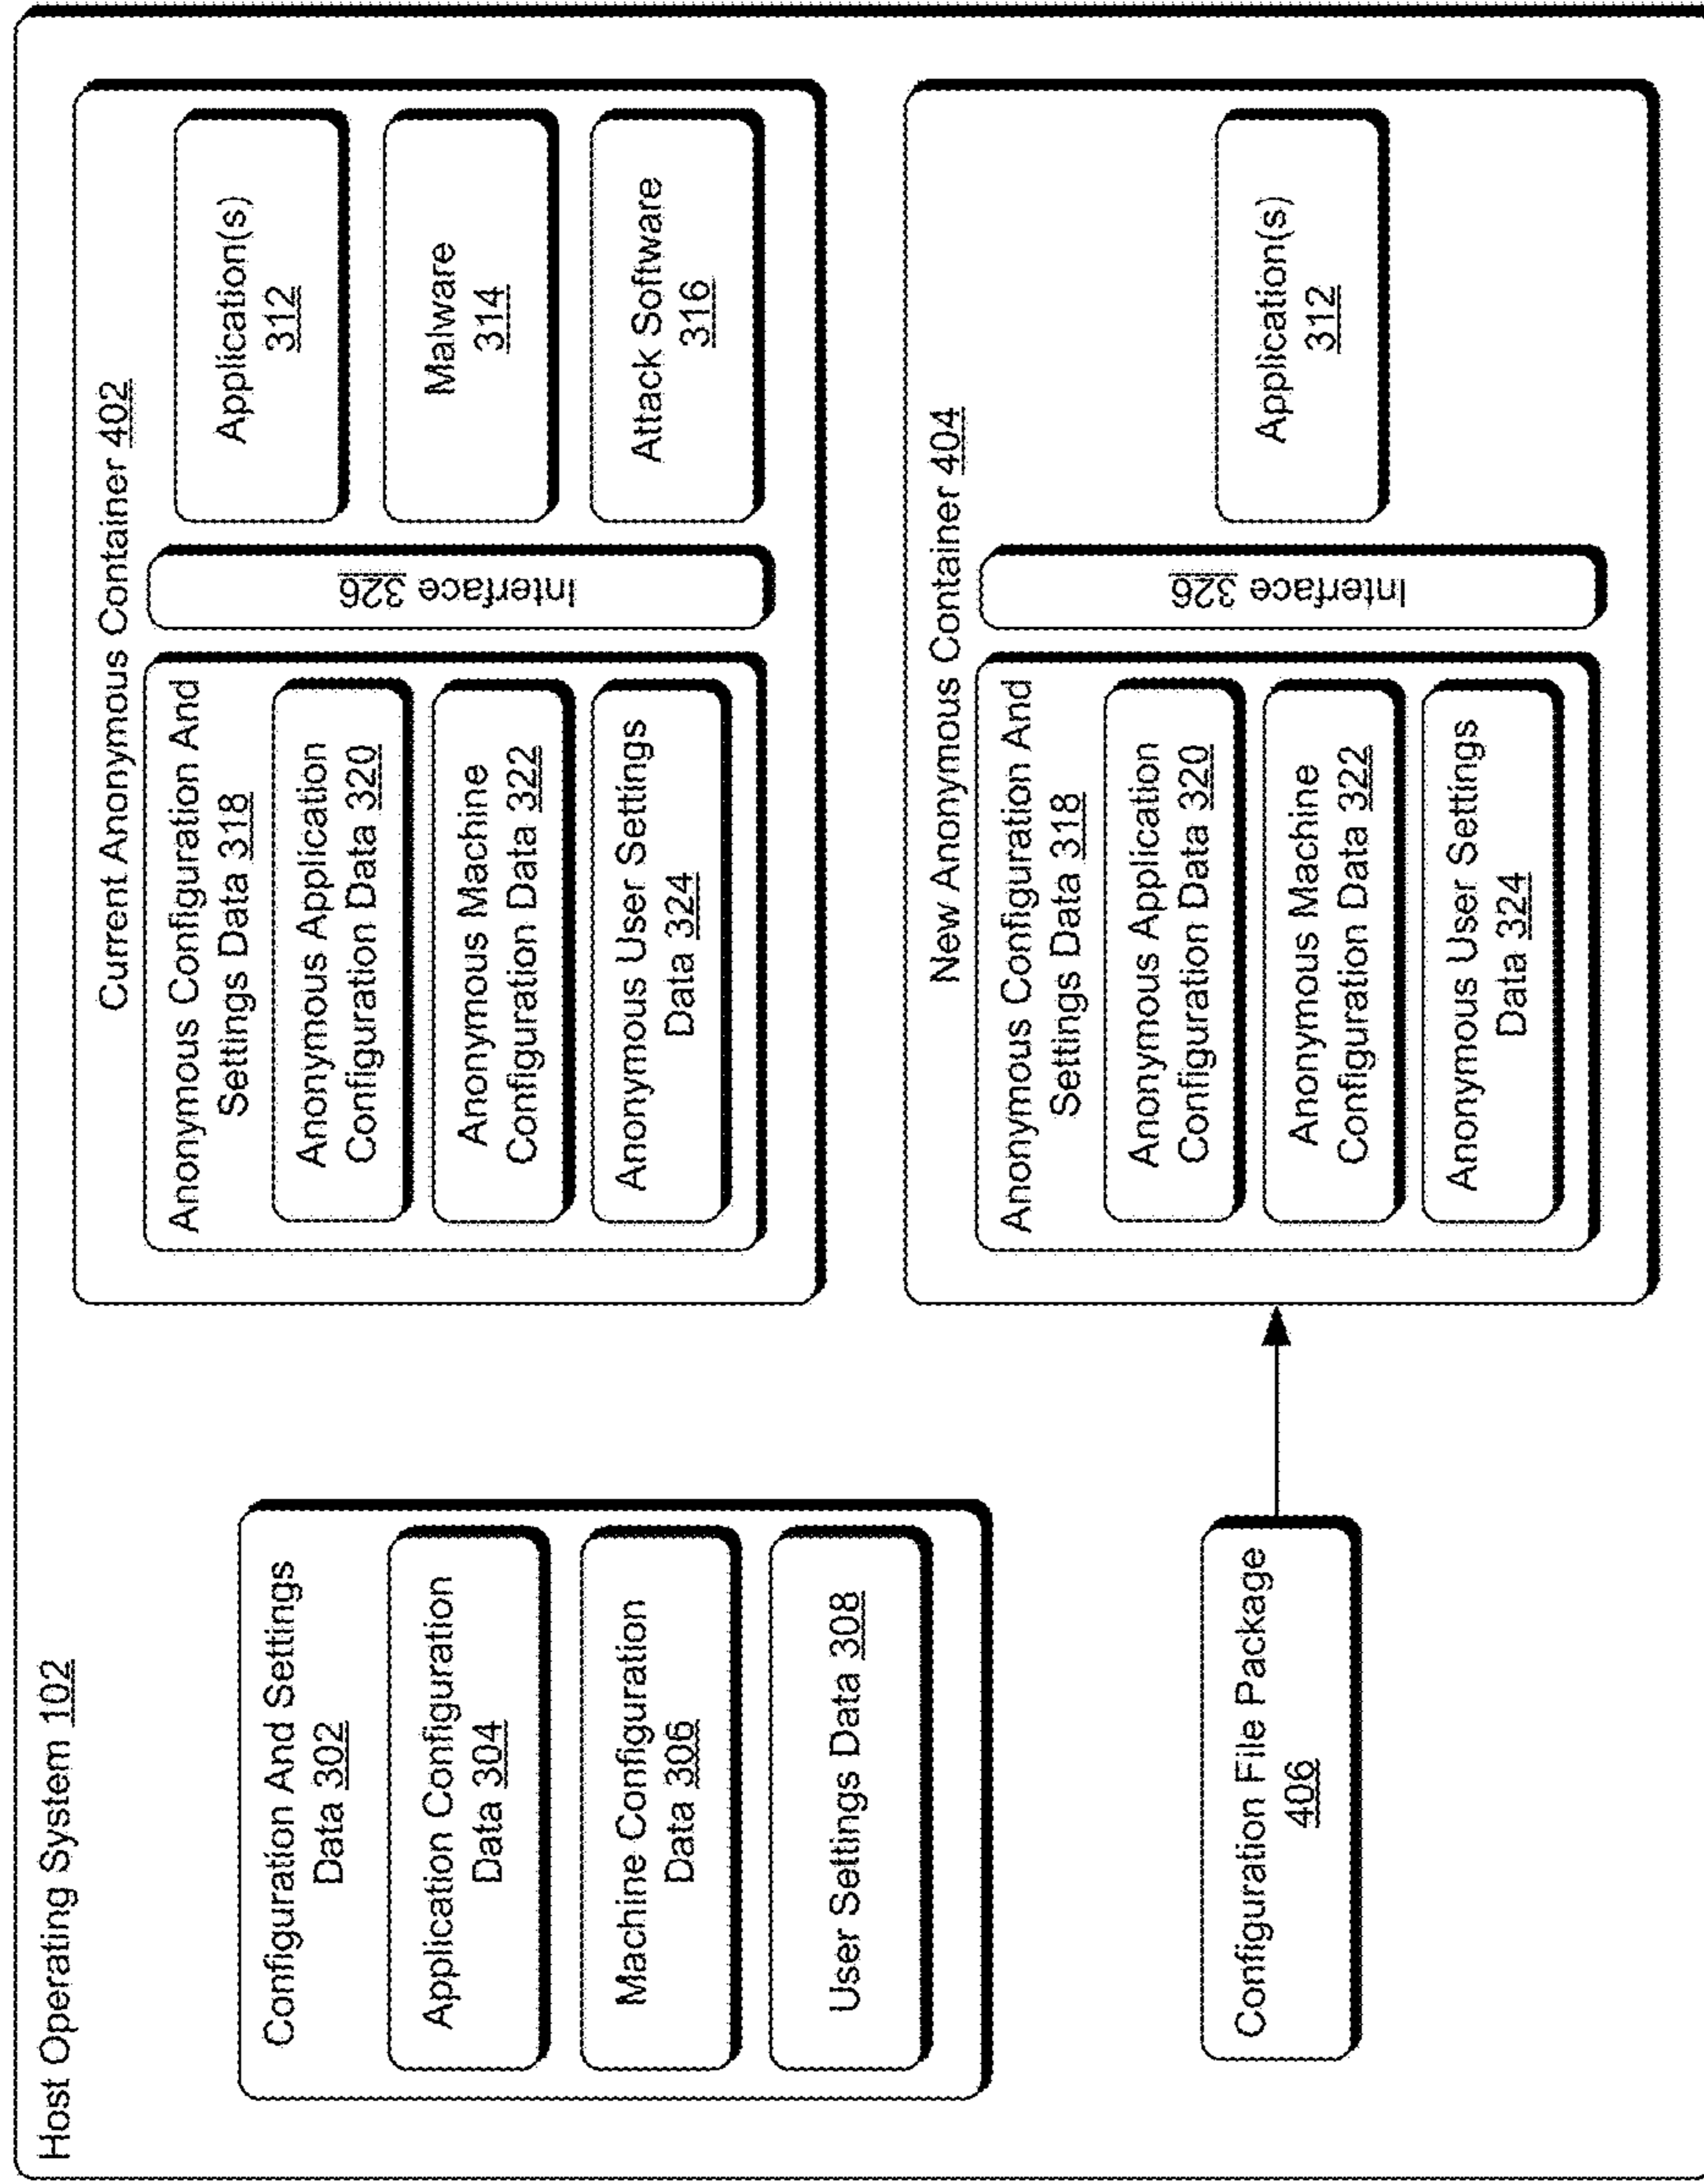 Host Operating System 102
Configuration And Settings
Data 302
Application Configuration
Data 304
Machine Configuration
Data 306
User Settings Data 308
Configuration File Package
406
Current Anonymous Container 402
Anonymous Configuration And
Settings Data 318
Anonymous Application
Configuration Data 320
Anonymous Machine
Configuration Data 322
Anonymous User Settings
Data 324
Interface 326
Application(s)
312
Malware
314
Attack Software
316
New Anonymous Container 404
Anonymous Configuration And
Settings Data 318
Anonymous Application
Configuration Data 320
Anonymous Machine
Configuration Data 322
Anonymous User Settings
Data 324
Interface 326
Application(s)
312